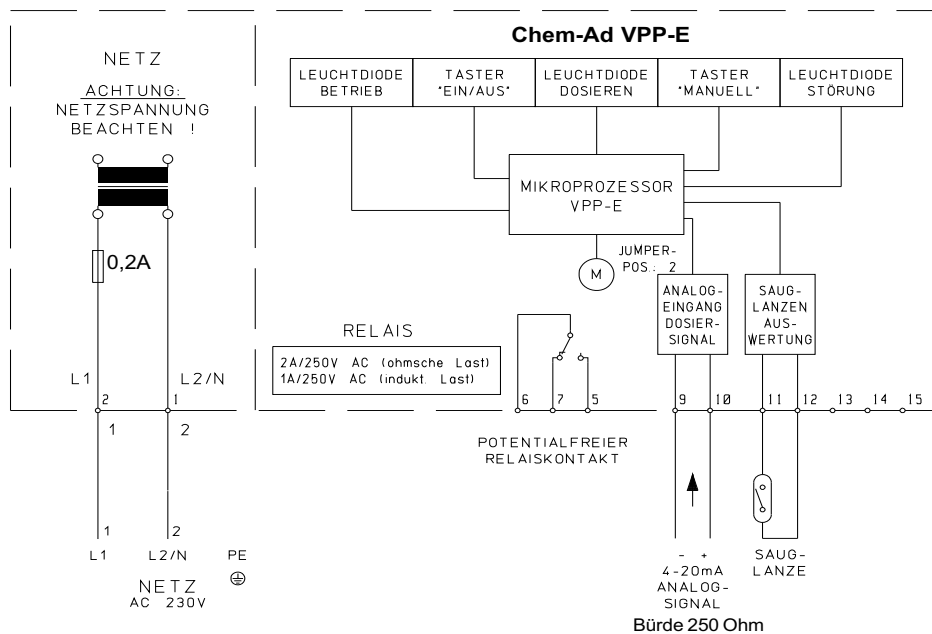 Chem-Ad VPP-E
NETZ
ACHTUNG:
NETZSPANNUNG
BEACHTEN !
0,2A
L1
L2/N
2
1
1
2
1
2
L1
L2/N
PE
NETZ
AC 230V
LEUCHTDIODE
BETRIEB
TASTER
"EIN/AUS"
LEUCHTDIODE
DOSIEREN
TASTER
"MANUELL"
LEUCHTDIODE
STÖRUNG
MIKROPROZESSOR
VPP-E
M
JUMPER-
POS.: 2
ANALOG-
EINGANG
DOSIER-
SIGNAL
SAUG-
LANZEN
AUS-
WERTUNG
RELAIS
2A/250V AC (ohmsche Last)
1A/250V AC (indukt. Last)
6 7 5 9 10 11 12 13 14 15
POTENTIALFREIER
RELAISKONTAKT
- +
4-20mA
ANALOG-
SIGNAL
Bürde 250 Ohm
SAUG-
LANZE